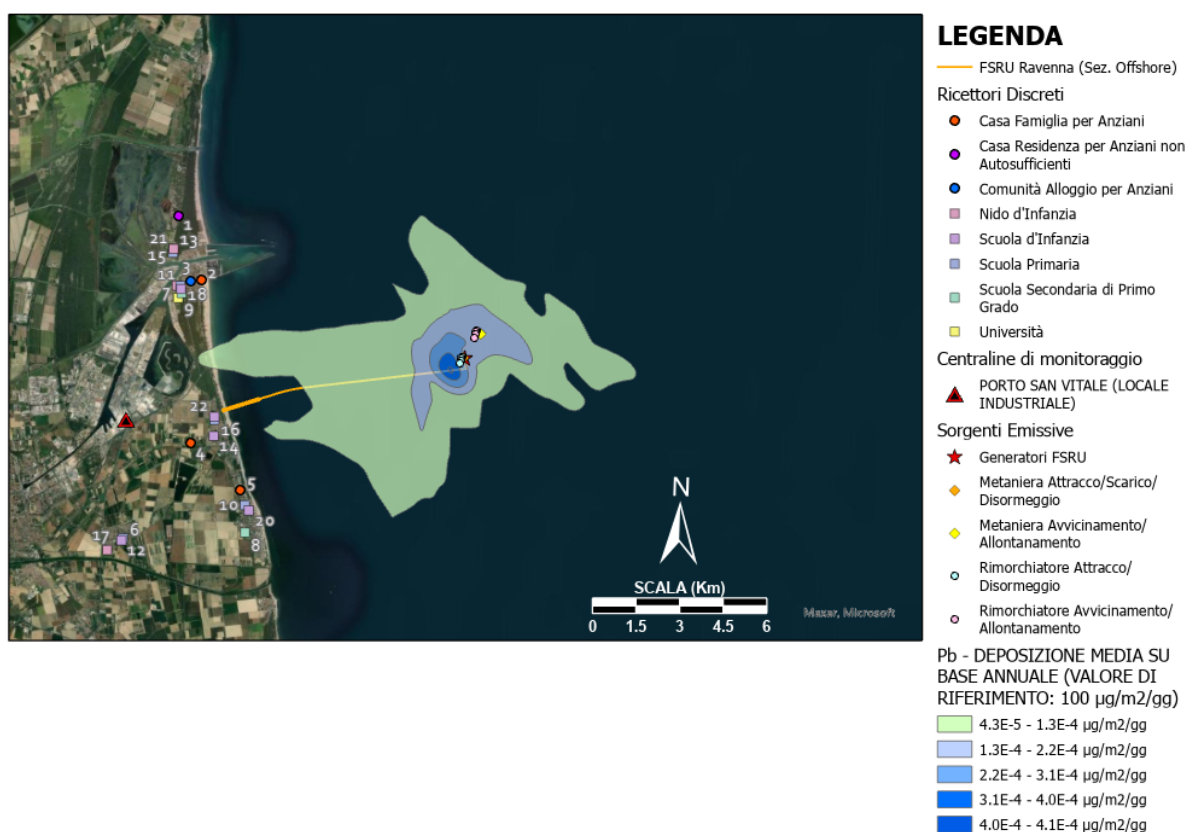 1
21 13
15
3 2
11
7 18
9
22
16
14
4
5
10
20
8
17 6
12
N
SCALA (Km)
0 1.5 3 4.5 6
Maxar, Microsoft
LEGENDA
FSRU Ravenna (Sez. Offshore)
Ricettori Discreti
Casa Famiglia per Anziani
Casa Residenza per Anziani non
Autosufficienti
Comunità Alloggio per Anziani
Nido d'Infanzia
Scuola d'Infanzia
Scuola Primaria
Scuola Secondaria di Primo
Grado
Università
Centraline di monitoraggio
PORTO SAN VITALE (LOCALE
INDUSTRIALE)
Sorgenti Emissive
Generatori FSRU
Metaniera Attracco/Scarico/
Disormeggio
Metaniera Avvicinamento/
Allontanamento
Rimorchiatore Attracco/
Disormeggio
Rimorchiatore Avvicinamento/
Allontanamento
Pb - DEPOSIZIONE MEDIA SU
BASE ANNUALE (VALORE DI
RIFERIMENTO: 100 µg/m2/gg)
4.3E-5 - 1.3E-4 µg/m2/gg
1.3E-4 - 2.2E-4 µg/m2/gg
2.2E-4 - 3.1E-4 µg/m2/gg
3.1E-4 - 4.0E-4 µg/m2/gg
4.0E-4 - 4.1E-4 µg/m2/gg